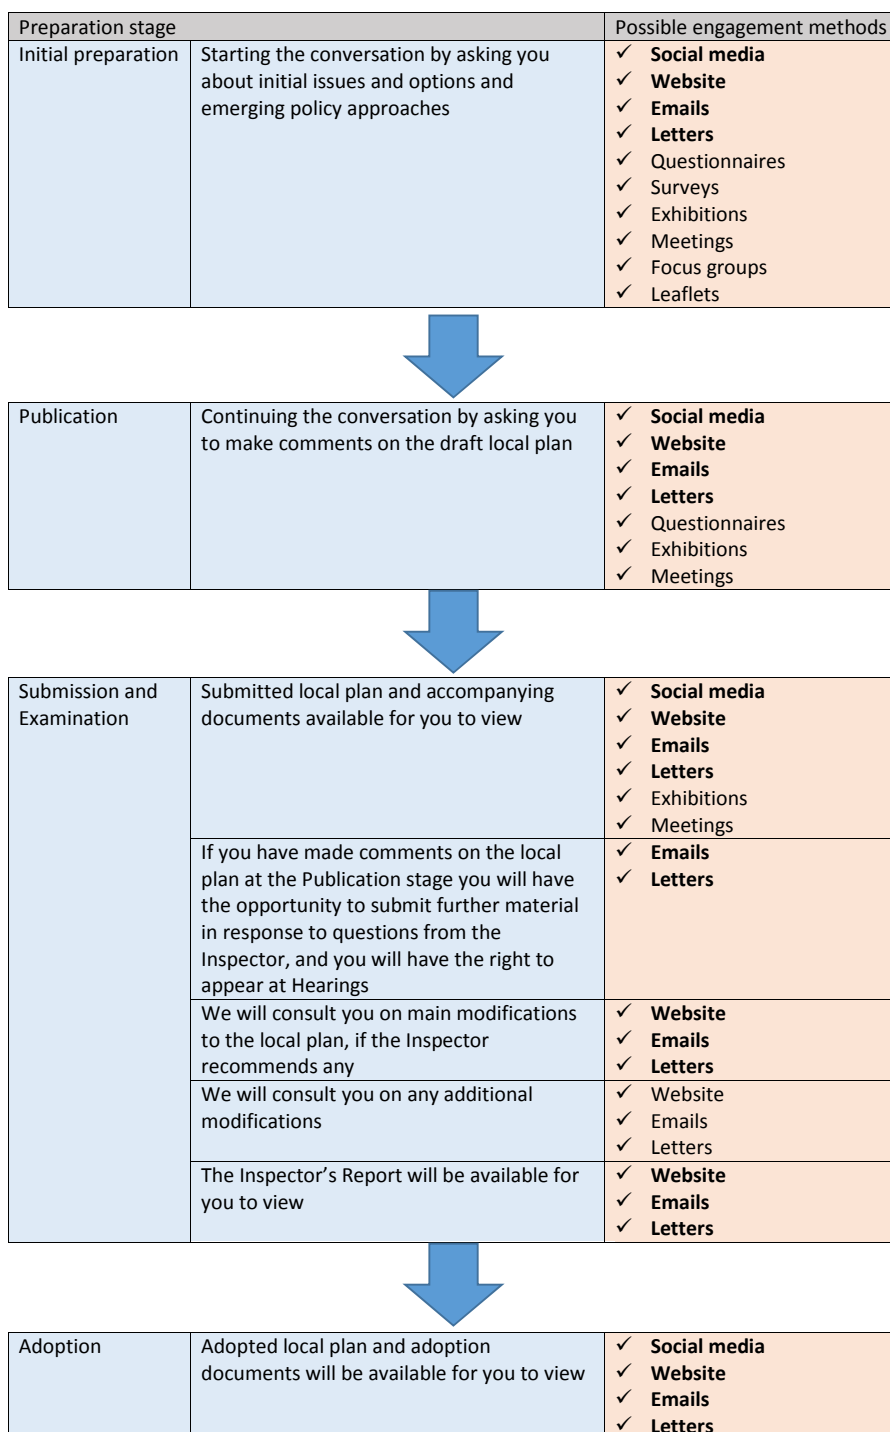 Preparation stage
Possible engagement methods
Initial preparation
Starting the conversation by asking you
about initial issues and options and
emerging policy approaches
✓ Social media
✓ Website
✓ Emails
✓ Letters
✓ Questionnaires
✓ Surveys
✓ Exhibitions
✓ Meetings
✓ Focus groups
✓ Leaflets
Publication
Continuing the conversation by asking you
to make comments on the draft local plan
✓ Social media
✓ Website
✓ Emails
✓ Letters
✓ Questionnaires
✓ Exhibitions
✓ Meetings
Submission and
Examination
Submitted local plan and accompanying
documents available for you to view
✓ Social media
✓ Website
✓ Emails
✓ Letters
✓ Exhibitions
✓ Meetings
If you have made comments on the local
plan at the Publication stage you will have
the opportunity to submit further material
in response to questions from the
Inspector, and you will have the right to
appear at Hearings
✓ Emails
✓ Letters
We will consult you on main modifications
to the local plan, if the Inspector
recommends any
✓ Website
✓ Emails
✓ Letters
We will consult you on any additional
modifications
✓ Website
✓ Emails
✓ Letters
The Inspector’s Report will be available for
you to view
✓ Website
✓ Emails
✓ Letters
Adoption
Adopted local plan and adoption
documents will be available for you to view
✓ Social media
✓ Website
✓ Emails
✓ Letters